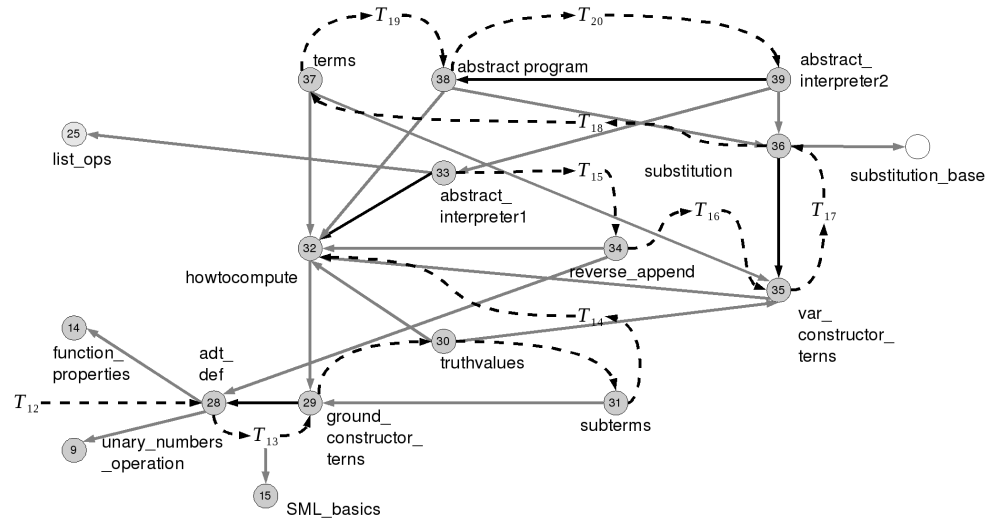 T19
T20
terms
37
38
abstract program
39
abstract_
interpreter2
T18
25
list_ops
36
substitution_base
33
T15
substitution
abstract_
interpreter1
T16
T17
32
34
howtocompute
reverse_append
35
T14
var_
constructor_
terns
14
function_
properties
30
truthvalues
adt_
def
T12
28
29
31
subterms
ground_
constructor_
terns
T13
9
unary_numbers
_operation
15
SML_basics